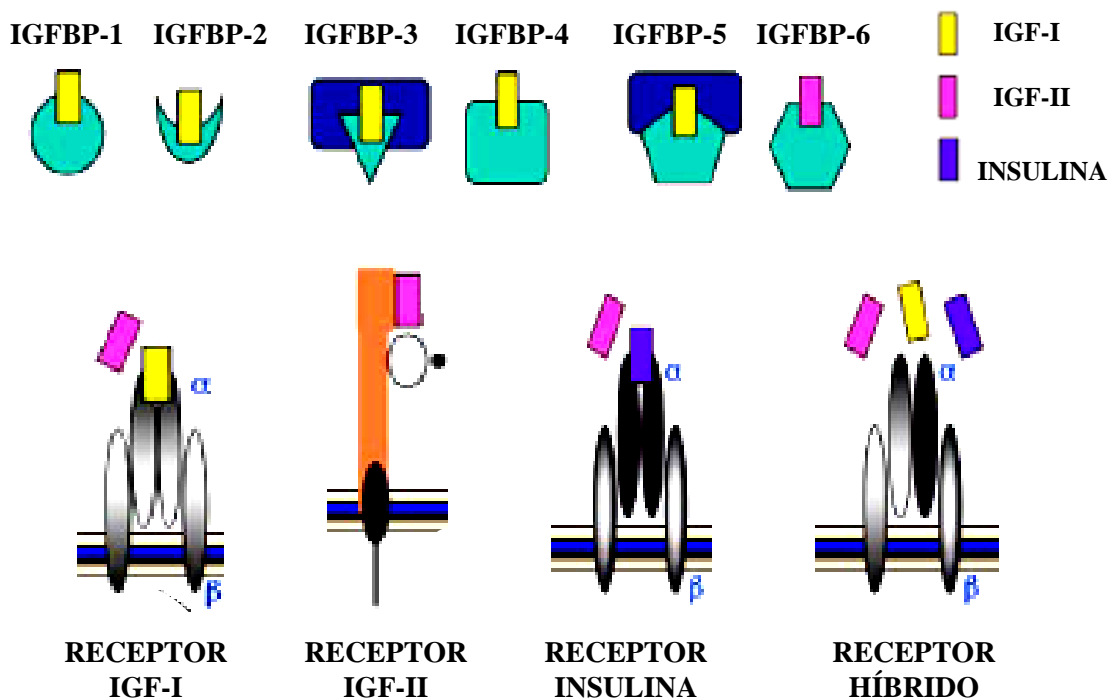 IGFBP-1 IGFBP-2 IGFBP-3 IGFBP-4 IGFBP-5 IGFBP-6
IGF-I
IGF-II
INSULINA
α α α
β β β
RECEPTOR RECEPTOR RECEPTOR RECEPTOR
IGF-I IGF-II INSULINA HÍBRIDO